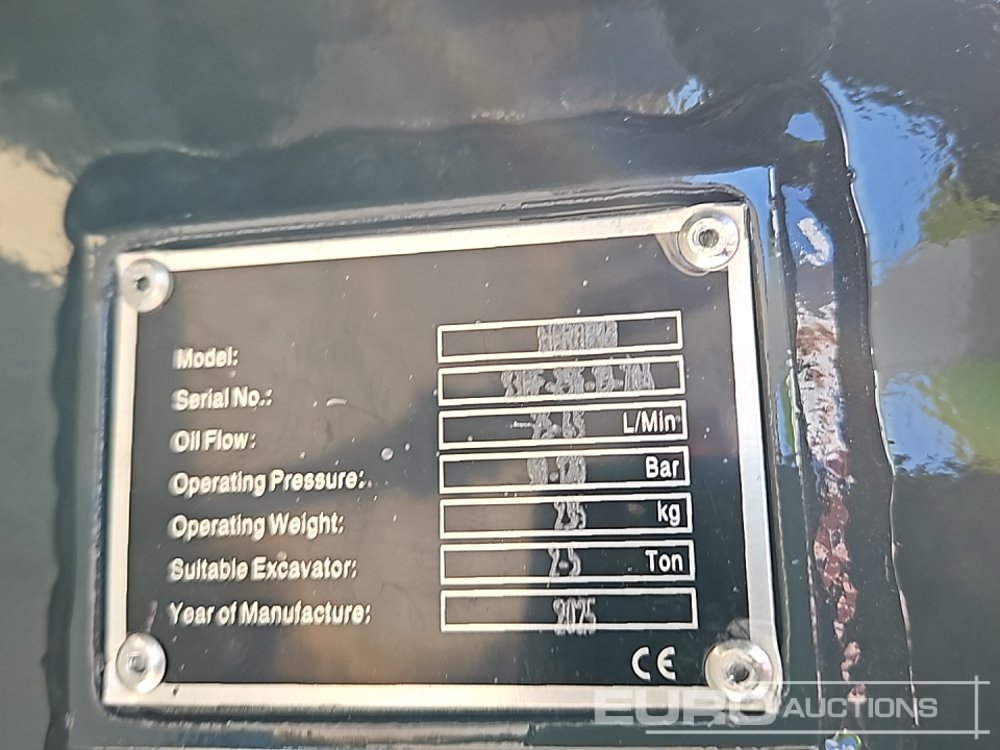 Model:
Serial No.:
Oil Flow: L/Min
Operating Pressure: Bar
Operating Weight: 295 kg
Suitable Excavator: Ton
Year of Manufacture: 2025
CE
EURO AUCTIONS